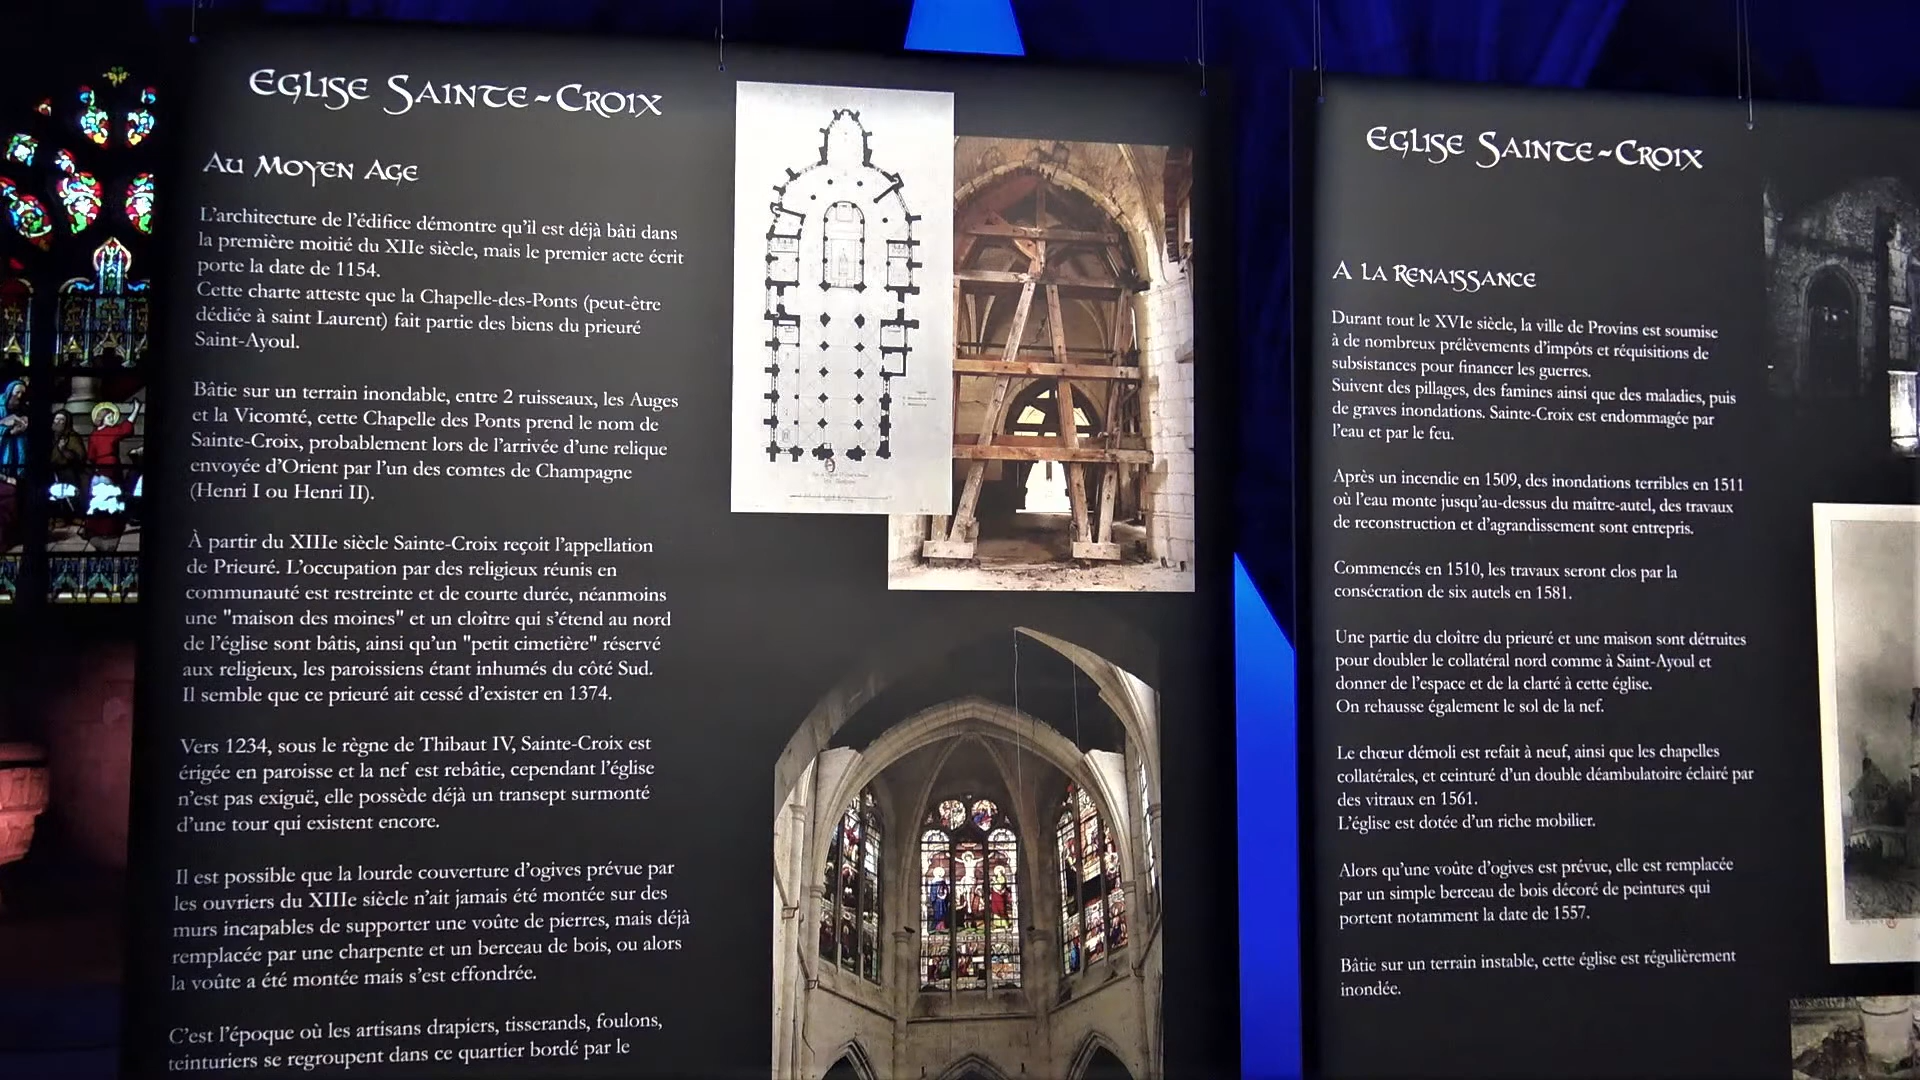 EGLISE SAINTE~CROIX
AU MOYEN AGE
L'architecture de l'édifice démontre qu'il est déjà bâti dans
la première moitié du XIIe siècle, mais le premier acte écrit
porte la date de 1154.
Cette charte atteste que la Chapelle-des-Ponts (peut-être
dédiée à saint Laurent) fait partie des biens du prieuré
Saint-Ayoul.
Bâtie sur un terrain inondable, entre 2 ruisseaux, les Auges
et la Vicomté, cette Chapelle des Ponts prend le nom de
Sainte-Croix, probablement lors de l'arrivée d'une relique
envoyée d'Orient par l'un des comtes de Champagne
(Henri I ou Henri II).
À partir du XIIIe siècle Sainte-Croix reçoit l'appellation
de Prieuré. L'occupation par des religieux réunis en
communauté est restreinte et de courte durée, néanmoins
une "maison des moines" et un cloître qui s'étend au nord
de l'église sont bâtis, ainsi qu'un "petit cimetière" réservé
aux religieux, les paroissiens étant inhumés du côté Sud.
Il semble que ce prieuré ait cessé d'exister en 1374.
Vers 1234, sous le règne de Thibaut IV, Sainte-Croix est
érigée en paroisse et la nef est rebâtie, cependant l'église
n'est pas exiguë, elle possède déjà un transept surmonté
d'une tour qui existent encore.
Il est possible que la lourde couverture d'ogives prévue par
les ouvriers du XIIIe siècle n'ait jamais été montée sur des
murs incapables de supporter une voûte de pierres, mais déjà
remplacée par une charpente et un berceau de bois, ou alors
la voûte a été montée mais s'est effondrée.
C'est l'époque où les artisans drapiers, tisserands, foulons,
teinturiers se regroupent dans ce quartier bordé par le
EGLISE SAINTE~CROIX
A LA RENAISSANCE
Durant tout le XVIe siècle, la ville de Provins est soumise
à de nombreux prélèvements d'impôts et réquisitions de
subsistances pour financer les guerres.
Suivent des pillages, des famines ainsi que des maladies, puis
de graves inondations. Sainte-Croix est endommagée par
l'eau et par le feu.
Après un incendie en 1509, des inondations terribles en 1511
où l'eau monte jusqu'au-dessus du maître-autel, des travaux
de reconstruction et d'agrandissement sont entrepris.
Commencés en 1510, les travaux seront clos par la
consécration de six autels en 1581.
Une partie du cloître du prieuré et une maison sont détruites
pour doubler le collatéral nord comme à Saint-Ayoul et
donner de l'espace et de la clarté à cette église.
On rehausse également le sol de la nef.
Le chœur démoli est refait à neuf, ainsi que les chapelles
collatérales, et ceinturé d'un double déambulatoire éclairé par
des vitraux en 1561.
L'église est dotée d'un riche mobilier.
Alors qu'une voûte d'ogives est prévue, elle est remplacée
par un simple berceau de bois décoré de peintures qui
portent notamment la date de 1557.
Bâtie sur un terrain instable, cette église est régulièrement
inondée.